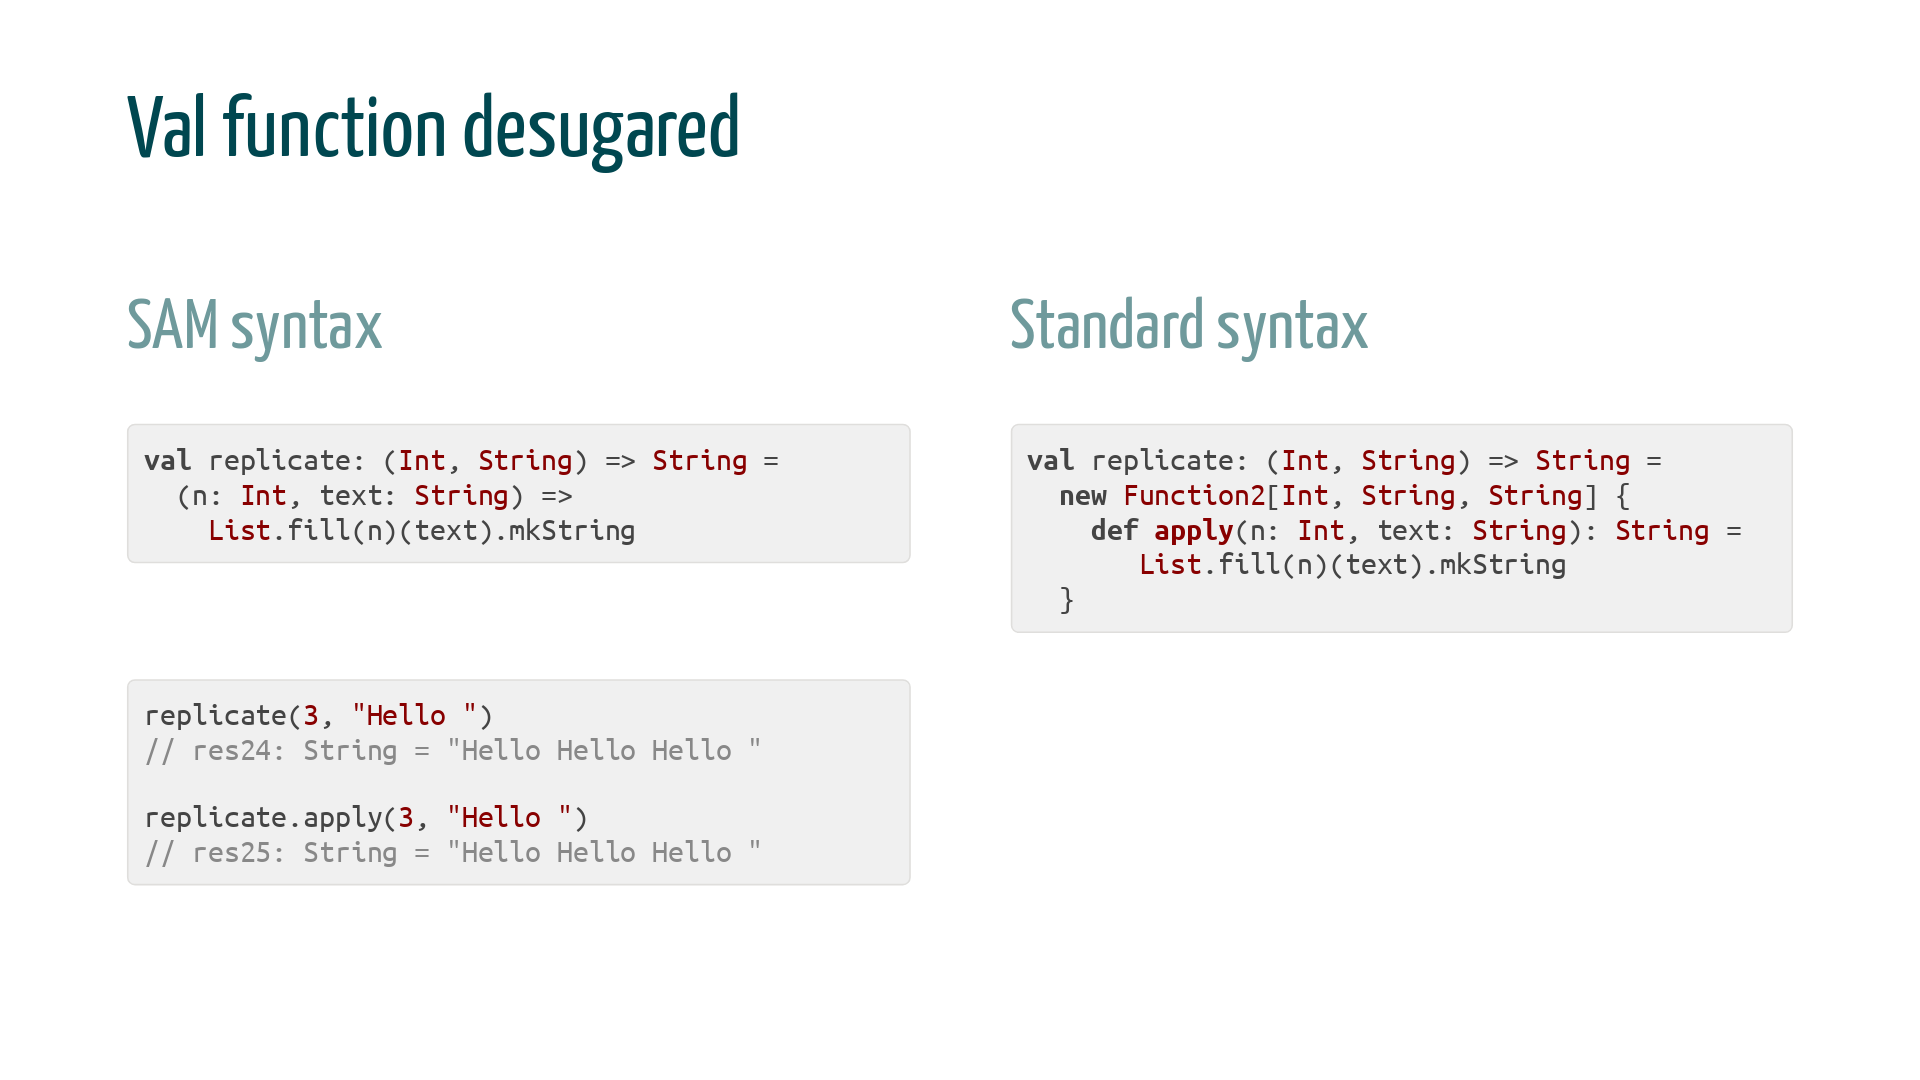 Val function desugared
SAM syntax
val replicate: (Int, String) => String =
  (n: Int, text: String) =>
    List.fill(n)(text).mkString
replicate(3, "Hello ")
// res24: String = "Hello Hello Hello "

replicate.apply(3, "Hello ")
// res25: String = "Hello Hello Hello "
Standard syntax
val replicate: (Int, String) => String =
  new Function2[Int, String, String] {
    def apply(n: Int, text: String): String =
       List.fill(n)(text).mkString
  }